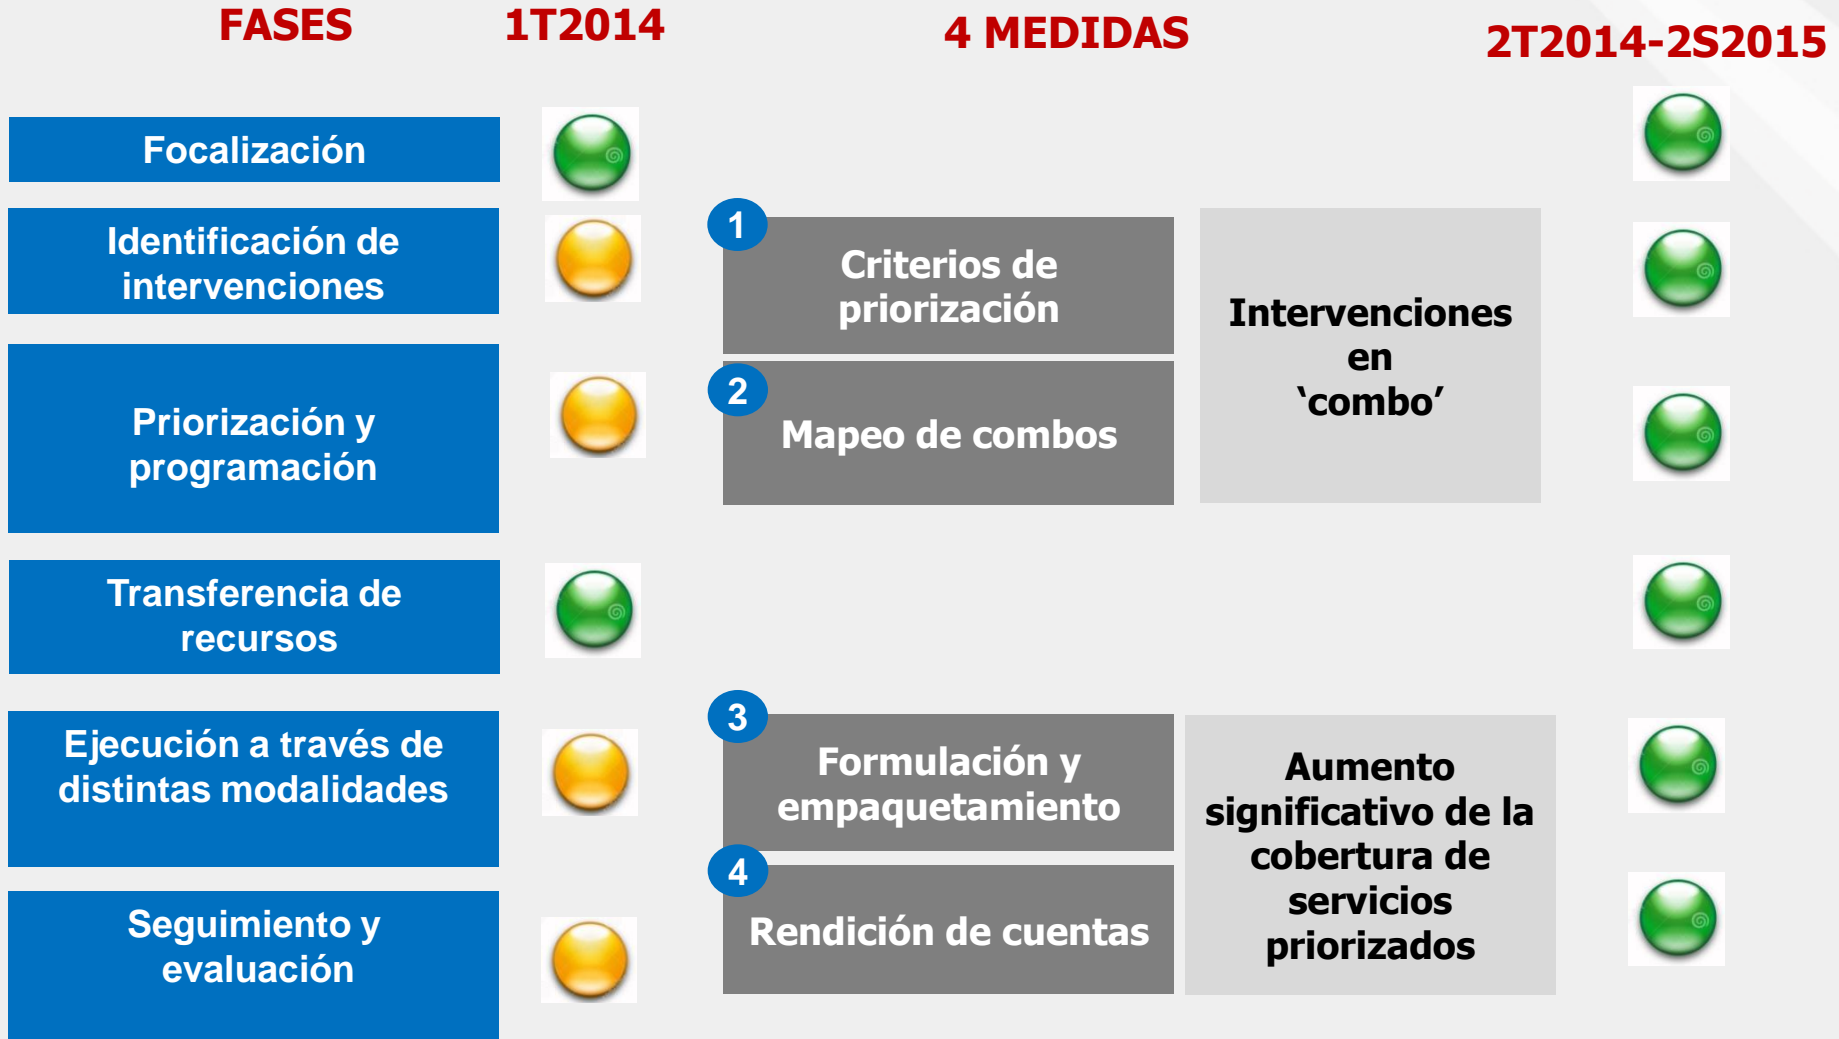 FASES
1T2014
4 MEDIDAS
2T2014-2S2015
Focalización
Identificación de
intervenciones
1
Criterios de
priorización
Intervenciones
en
‘combo’
Priorización y
programación
2
Mapeo de combos
Transferencia de
recursos
Ejecución a través de
distintas modalidades
3
Formulación y
empaquetamiento
Aumento
significativo de la
cobertura de
servicios
priorizados
Seguimiento y
evaluación
4
Rendición de cuentas